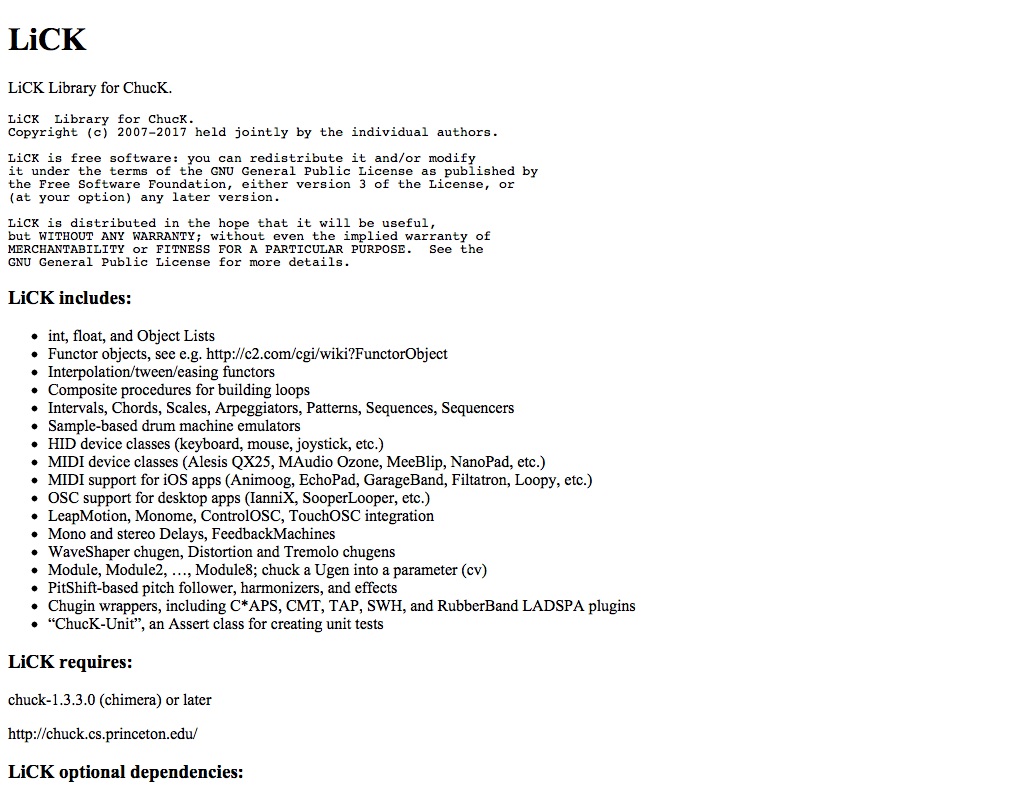 LiCK
LiCK Library for ChucK.
LiCK  Library for ChucK.
Copyright (c) 2007-2017 held jointly by the individual authors.
LiCK is free software: you can redistribute it and/or modify
it under the terms of the GNU General Public License as published by
the Free Software Foundation, either version 3 of the License, or
(at your option) any later version.
LiCK is distributed in the hope that it will be useful,
but WITHOUT ANY WARRANTY; without even the implied warranty of
MERCHANTABILITY or FITNESS FOR A PARTICULAR PURPOSE.  See the
GNU General Public License for more details.
LiCK includes:
• int, float, and Object Lists
• Functor objects, see e.g. http://c2.com/cgi/wiki?FunctorObject
• Interpolation/tween/easing functors
• Composite procedures for building loops
• Intervals, Chords, Scales, Arpeggiators, Patterns, Sequences, Sequencers
• Sample-based drum machine emulators
• HID device classes (keyboard, mouse, joystick, etc.)
• MIDI device classes (Alesis QX25, MAudio Ozone, MeeBlip, NanoPad, etc.)
• MIDI support for iOS apps (Animoog, EchoPad, GarageBand, Filtatron, Loopy, etc.)
• OSC support for desktop apps (IanniX, SooperLooper, etc.)
• LeapMotion, Monome, ControlOSC, TouchOSC integration
• Mono and stereo Delays, FeedbackMachines
• WaveShaper chugen, Distortion and Tremolo chugens
• Module, Module2, …, Module8; chuck a Ugen into a parameter (cv)
• PitShift-based pitch follower, harmonizers, and effects
• Chugin wrappers, including C*APS, CMT, TAP, SWH, and RubberBand LADSPA plugins
• “ChucK-Unit”, an Assert class for creating unit tests
LiCK requires:
chuck-1.3.3.0 (chimera) or later
http://chuck.cs.princeton.edu/
LiCK optional dependencies: